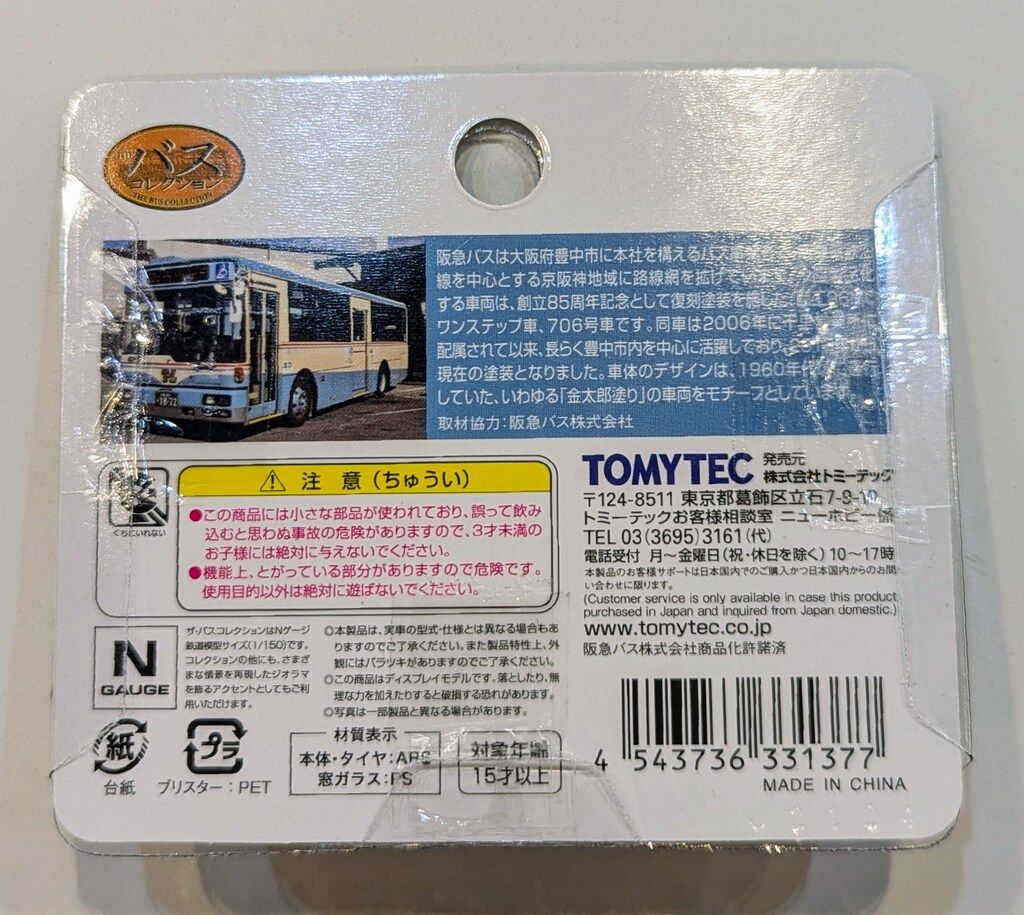 バス
コレクション
THE BUS COLLECTION
阪急バスは大阪府豊中市に本社を構えるバス
線を中心とする京阪神地域に路線網を拡げて
する車両は、創立85周年記念として復刻塗装を施し
ワンステップ車、706号車です。同車は2006年に千里
配属されて以来、長らく豊中市内を中心に活躍しており、
現在の塗装となりました。車体のデザインは、1960年代
していた、いわゆる「金太郎塗り」の車両をモチーフとしています。
取材協力:阪急バス株式会社
18-72
くちにいれない
注 意(ちゅうい)
●この商品には小さな部品が使われており、誤って飲み
込むと思わぬ事故の危険がありますので、3才未満の
お子様には絶対に与えないでください。
●機能上、とがっている部分がありますので危険です。
使用目的以外は絶対に遊ばないでください。
TOMYTEC 発売元
株式会社トミーテック
〒124-8511 東京都葛飾区立石7-9-10
トミーテックお客様相談室 ニューホビー係
TEL 03(3695)3161(代)
電話受付 月~金曜日(祝・休日を除く)10~17時
本製品のお客様サポートは日本国内でのご購入かつ日本国内からのお問
い合わせに限ります。
(Customer service is only available in case this product
purchased in Japan and inquired from Japan domestic.)
www.tomytec.co.jp
阪急バス株式会社商品化許諾済
N
GAUGE
ザ・バスコレクションはNゲージ
鉄道模型サイズ(1/150)です。
コレクションの他にも、さまざ
まな情景を再現したジオラマ
を飾るアクセントとしてもご利
用いただけます。
◎本製品は、実車の型式・仕様とは異なる場合もあ
りますのでご了承ください。また製品特性上、外
観にはバラツキがありますのでご了承ください。
◎この商品はディスプレイモデルです。落としたり、無
理な力を加えたりすると破損する恐れがあります。
◎写真は一部製品と異なる場合があります。
紙
台紙
プラ
ブリスター:PET
材質表示
本体・タイヤ:ABS
窓ガラス:PS
対象年齢
15才以上
4 543736 331377
MADE IN CHINA